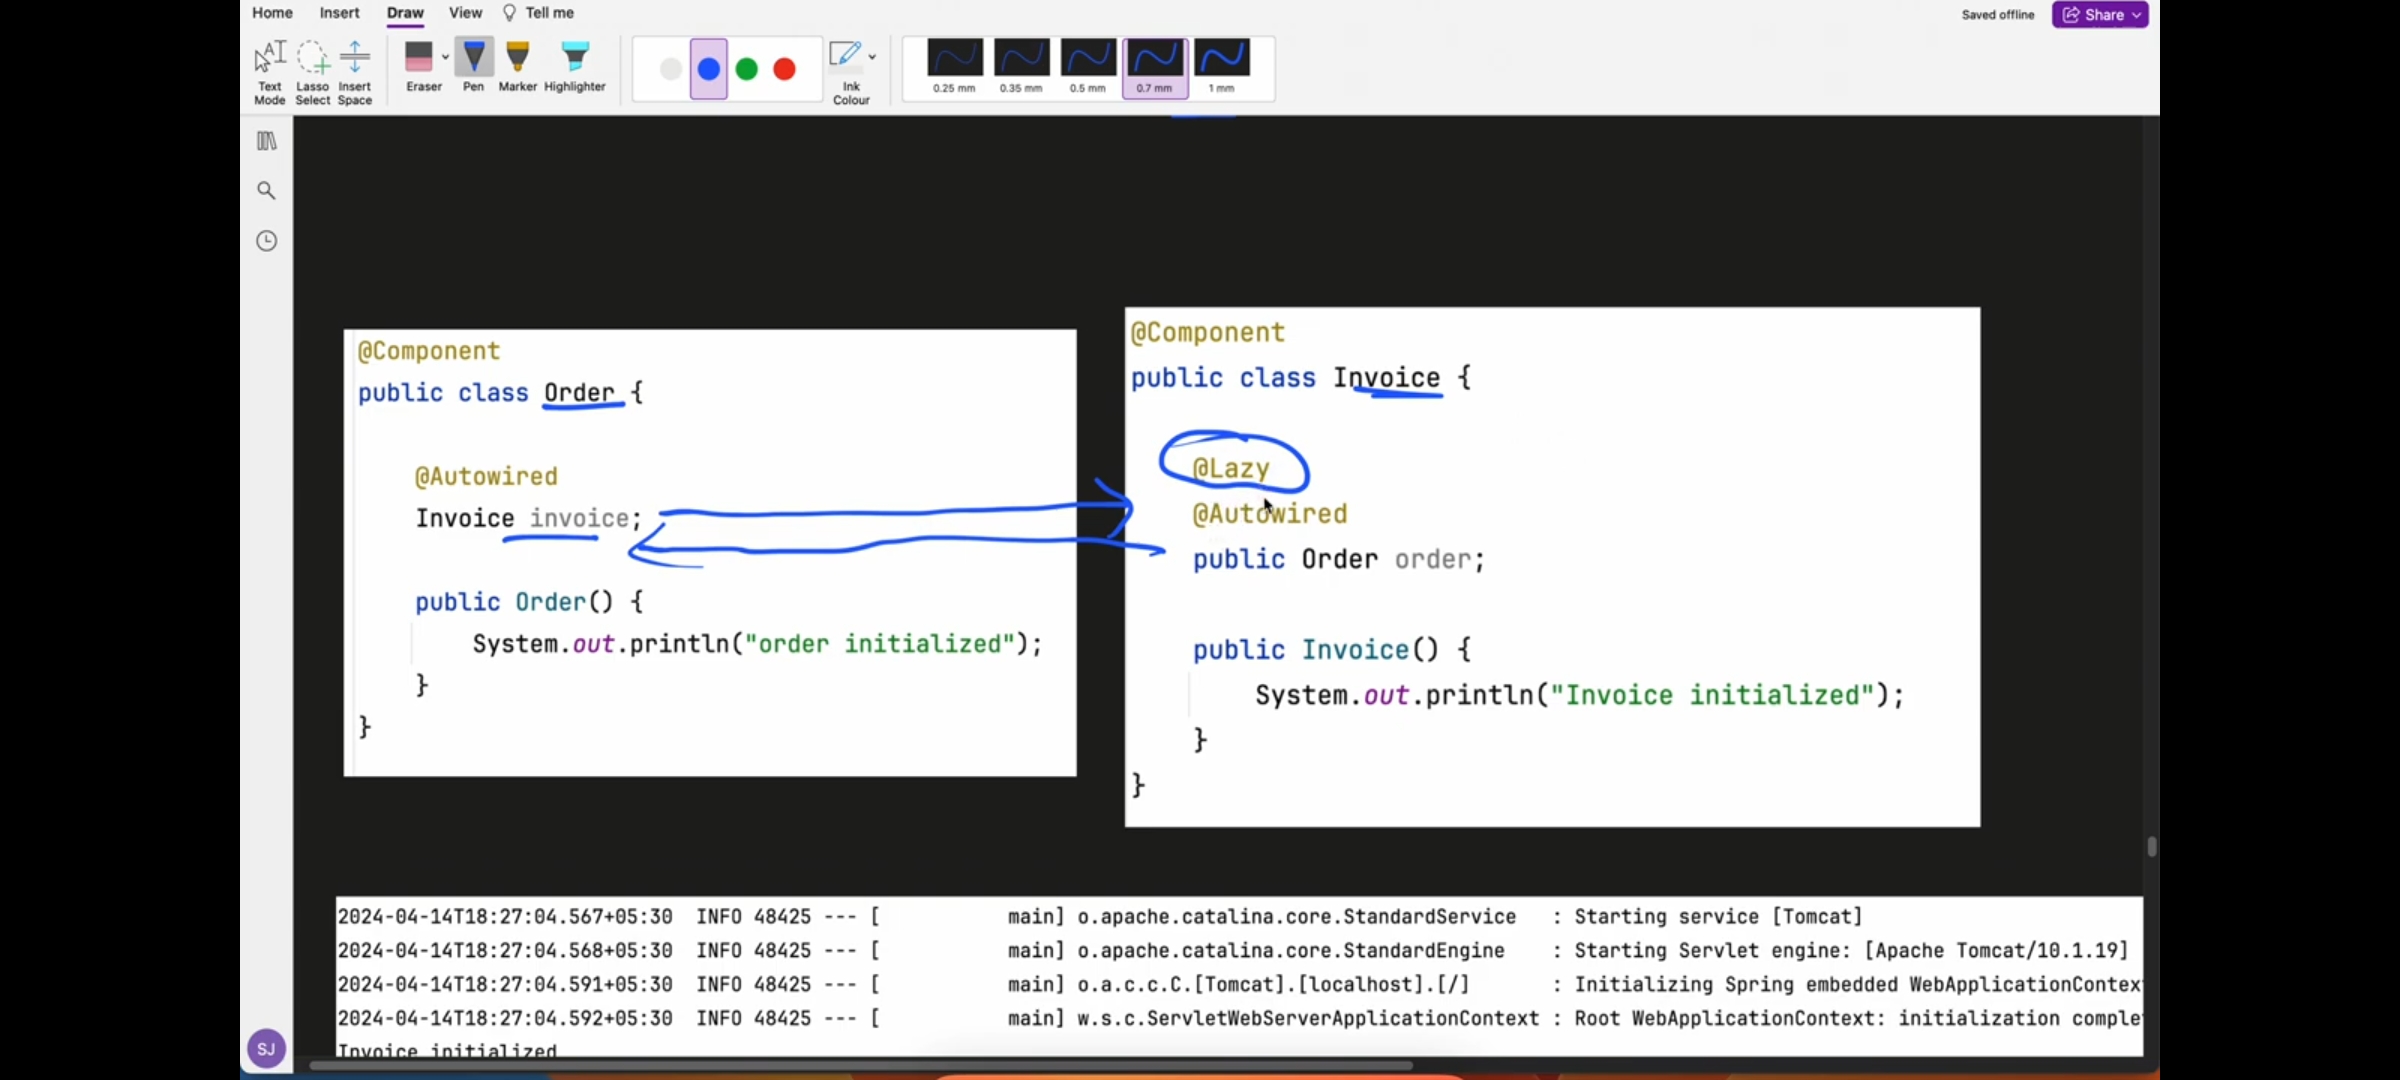 Home Insert Draw View Tell me Saved offline Share
Text Mode Lasso Select Insert Space Eraser Pen Marker Highlighter Ink Colour 0.25 mm 0.35 mm 0.5 mm 0.7 mm 1 mm
@Component
public class Order {
@Autowired
Invoice invoice;
public Order() {
System.out.println("order initialized");
}
}
@Component
public class Invoice {
@Lazy
@Autowired
public Order order;
public Invoice() {
System.out.println("Invoice initialized");
}
}
2024-04-14T18:27:04.567+05:30 INFO 48425 --- [ main] o.apache.catalina.core.StandardService : Starting service [Tomcat]
2024-04-14T18:27:04.568+05:30 INFO 48425 --- [ main] o.apache.catalina.core.StandardEngine : Starting Servlet engine: [Apache Tomcat/10.1.19]
2024-04-14T18:27:04.591+05:30 INFO 48425 --- [ main] o.a.c.c.C.[Tomcat].[localhost].[/] : Initializing Spring embedded WebApplicationContex
2024-04-14T18:27:04.592+05:30 INFO 48425 --- [ main] w.s.c.ServletWebServerApplicationContext : Root WebApplicationContext: initialization comple
Invoice initialized
SJ